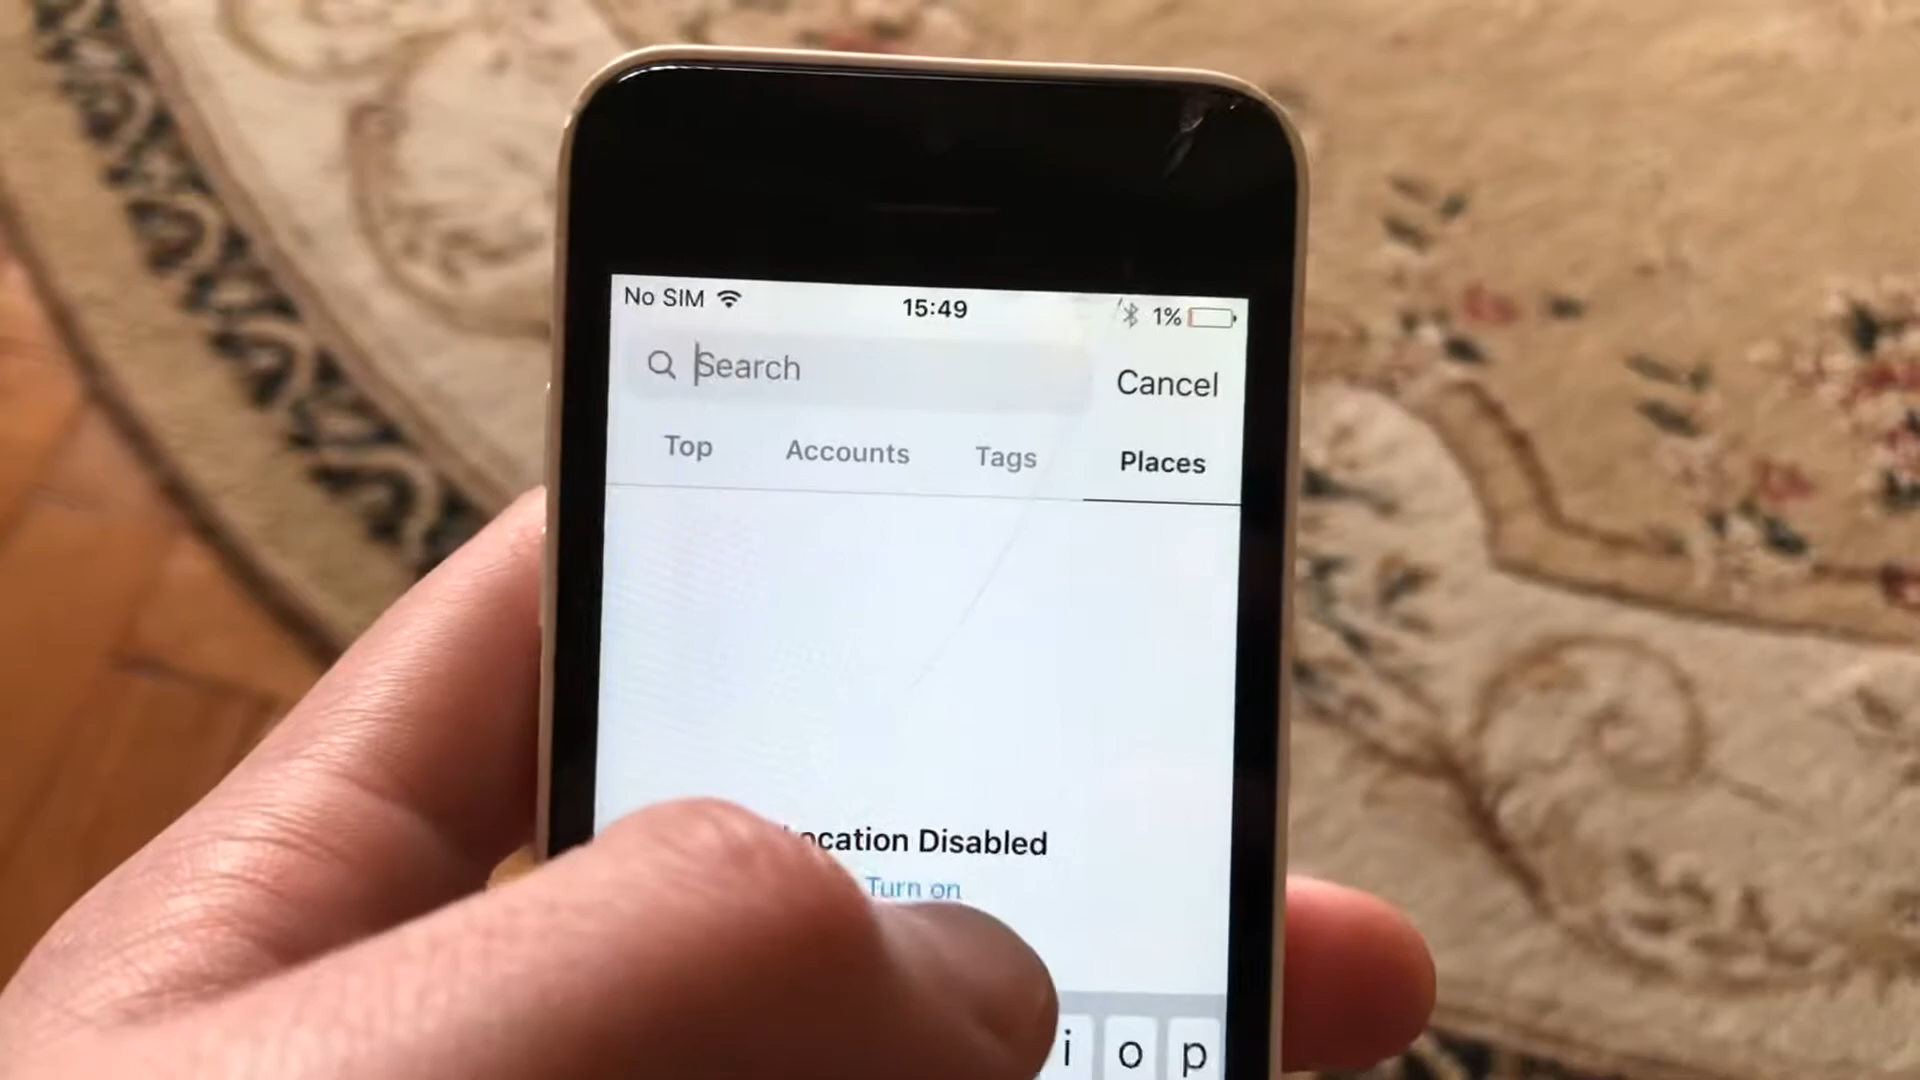 No SIM 15:49 1%
Search
Cancel
Top Accounts Tags Places
ocation Disabled
Turn on
i o p